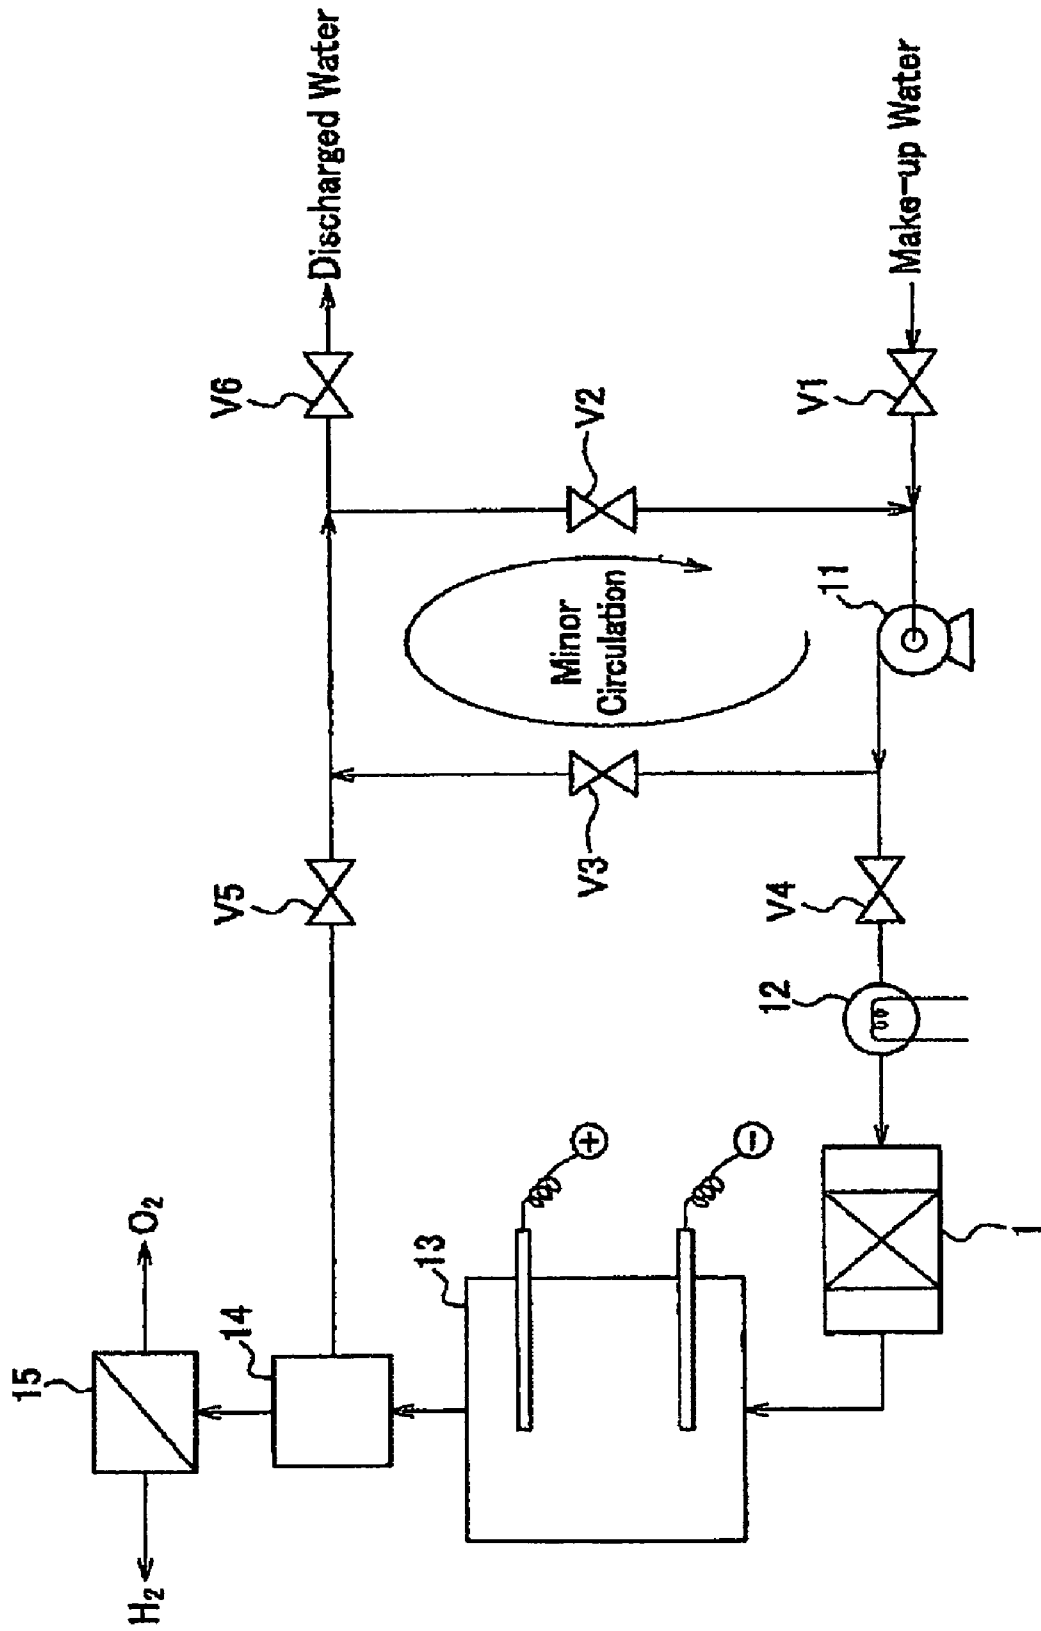 H₂
O₂
15
14
13
+
−
1
12
V5
V4
V3
Minor
Circulation
11
V2
V6
V1
Discharged Water
Make-up Water